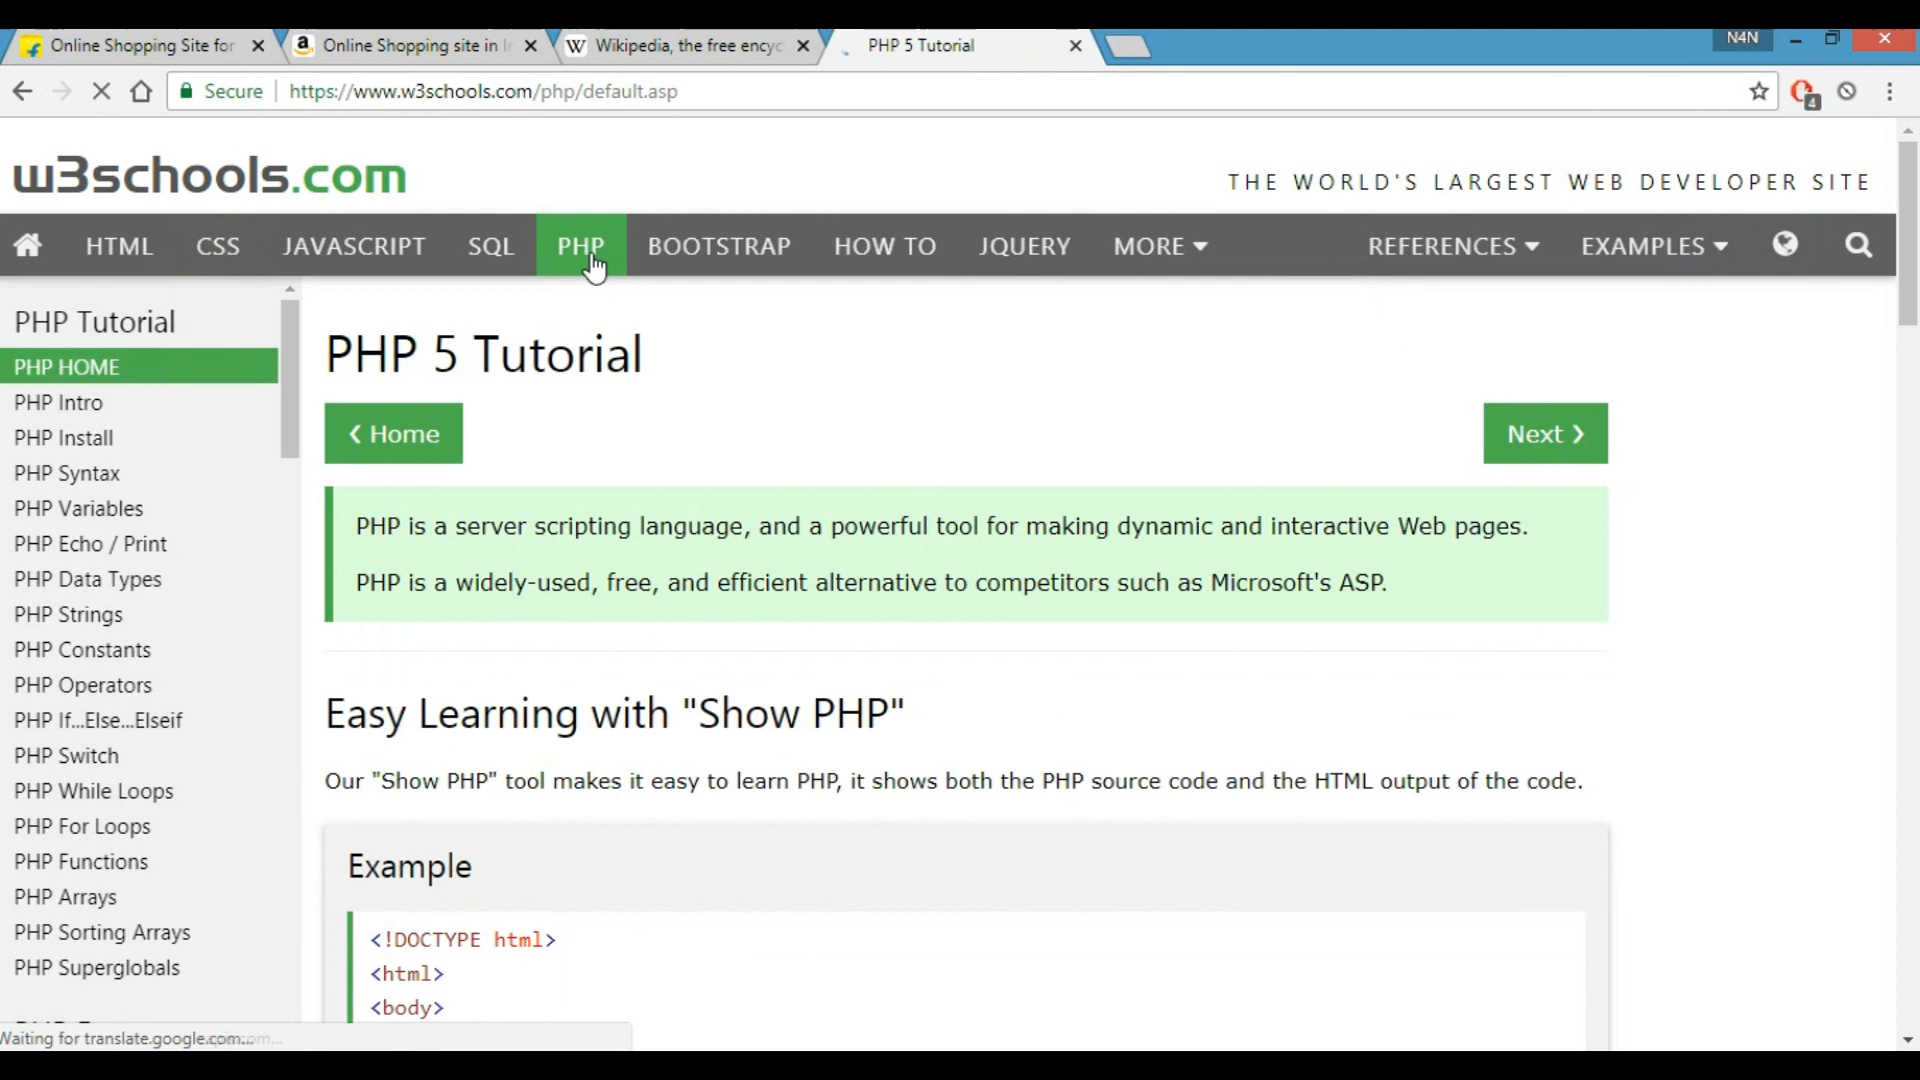 Online Shopping Site for
Online Shopping site in I
Wikipedia, the free encyc
PHP 5 Tutorial
N4N
Secure
https://www.w3schools.com/php/default.asp
4
w3schools.com
THE WORLD'S LARGEST WEB DEVELOPER SITE
HTML CSS JAVASCRIPT SQL PHP BOOTSTRAP HOW TO JQUERY MORE REFERENCES EXAMPLES
PHP Tutorial
PHP HOME
PHP Intro
PHP Install
PHP Syntax
PHP Variables
PHP Echo / Print
PHP Data Types
PHP Strings
PHP Constants
PHP Operators
PHP If...Else...Elseif
PHP Switch
PHP While Loops
PHP For Loops
PHP Functions
PHP Arrays
PHP Sorting Arrays
PHP Superglobals
PHP 5 Tutorial
❮ Home
Next ❯
PHP is a server scripting language, and a powerful tool for making dynamic and interactive Web pages.
PHP is a widely-used, free, and efficient alternative to competitors such as Microsoft's ASP.
Easy Learning with "Show PHP"
Our "Show PHP" tool makes it easy to learn PHP, it shows both the PHP source code and the HTML output of the code.
Example
<!DOCTYPE html>
<html>
<body>
Waiting for translate.google.com...